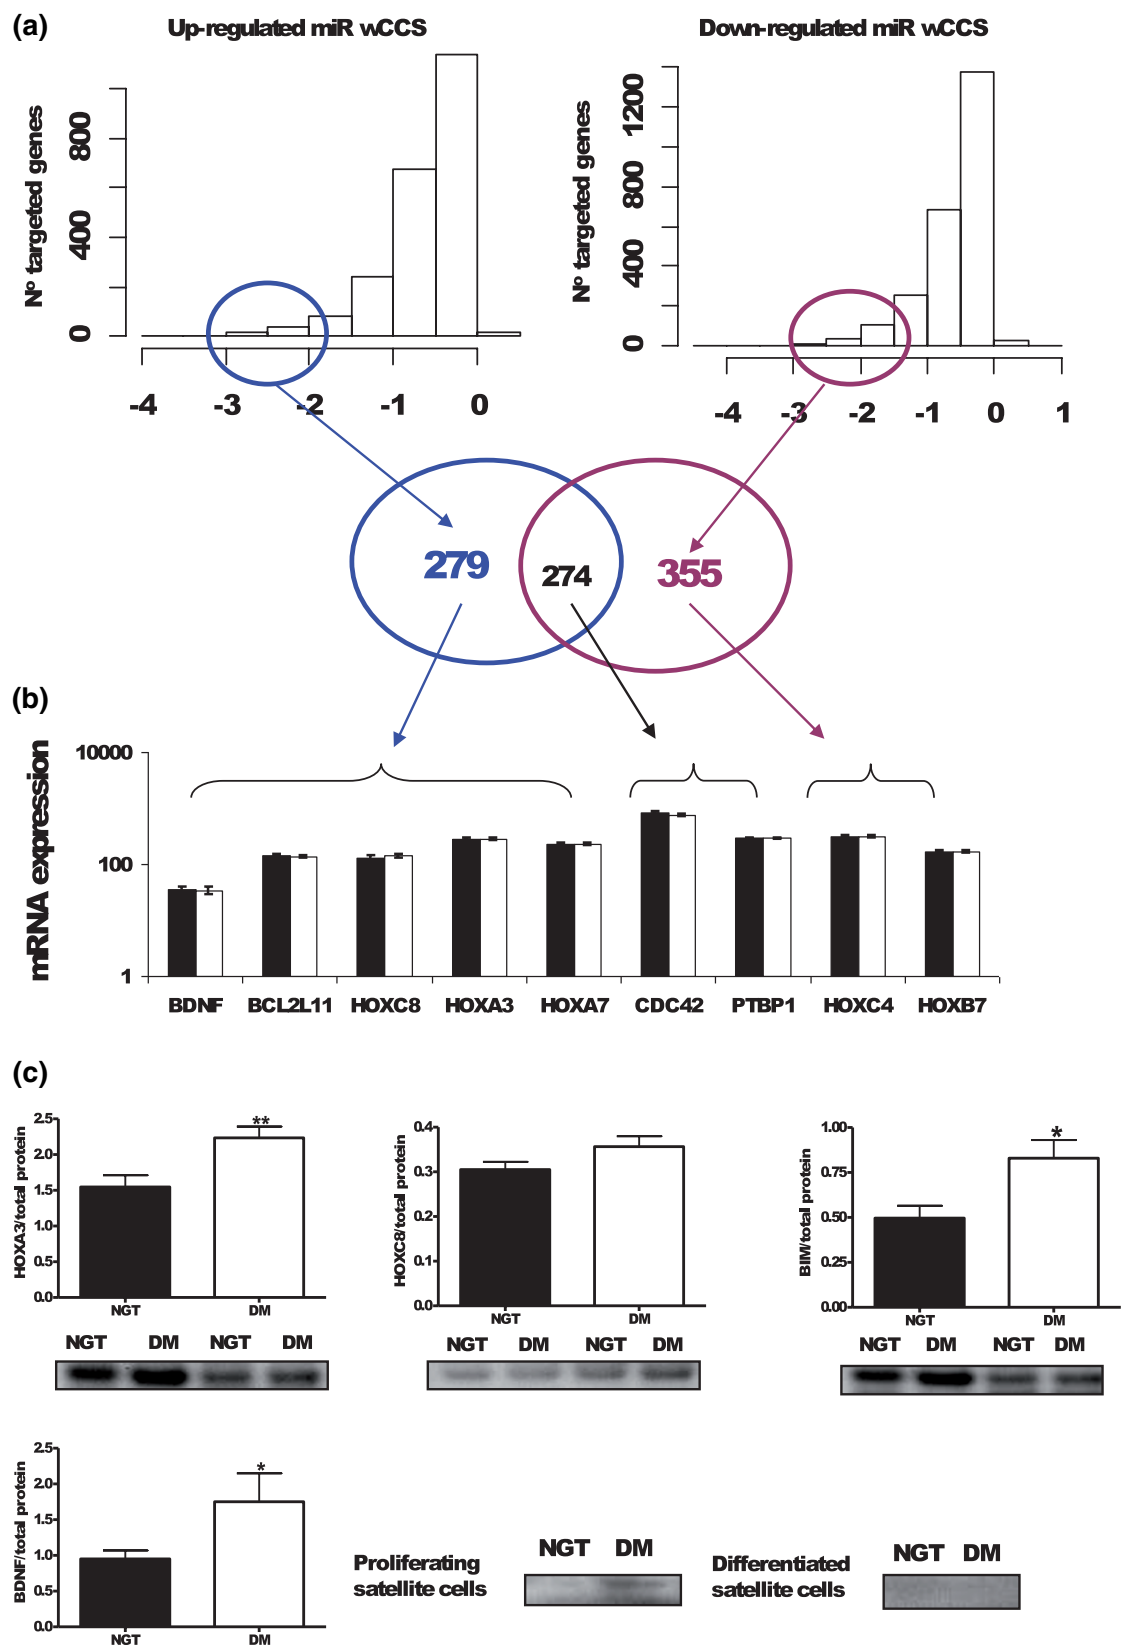 (a)
Up-regulated miR wCCS
Down-regulated miR wCCS
Nº targeted genes
0 400 800
-4 -3 -2 -1 0
Nº targeted genes
0 400 800 1200
-4 -3 -2 -1 0 1
279
274
355
(b)
mRNA expression
10000
100
1
BDNF BCL2L11 HOXC8 HOXA3 HOXA7 CDC42 PTBP1 HOXC4 HOXB7
(c)
HOXA3/total protein
2.5
2.0
1.5
1.0
0.5
0.0
**
NGT DM
NGT DM NGT DM
HOXC8/total protein
0.4
0.3
0.2
0.1
0.0
NGT DM
NGT DM NGT DM
BIM/total protein
1.00
0.75
0.50
0.25
0.00
*
NGT DM
NGT DM NGT DM
BDNF/total protein
2.5
2.0
1.5
1.0
0.5
0.0
*
NGT DM
Proliferating
satellite cells
NGT DM
Differentiated
satellite cells
NGT DM